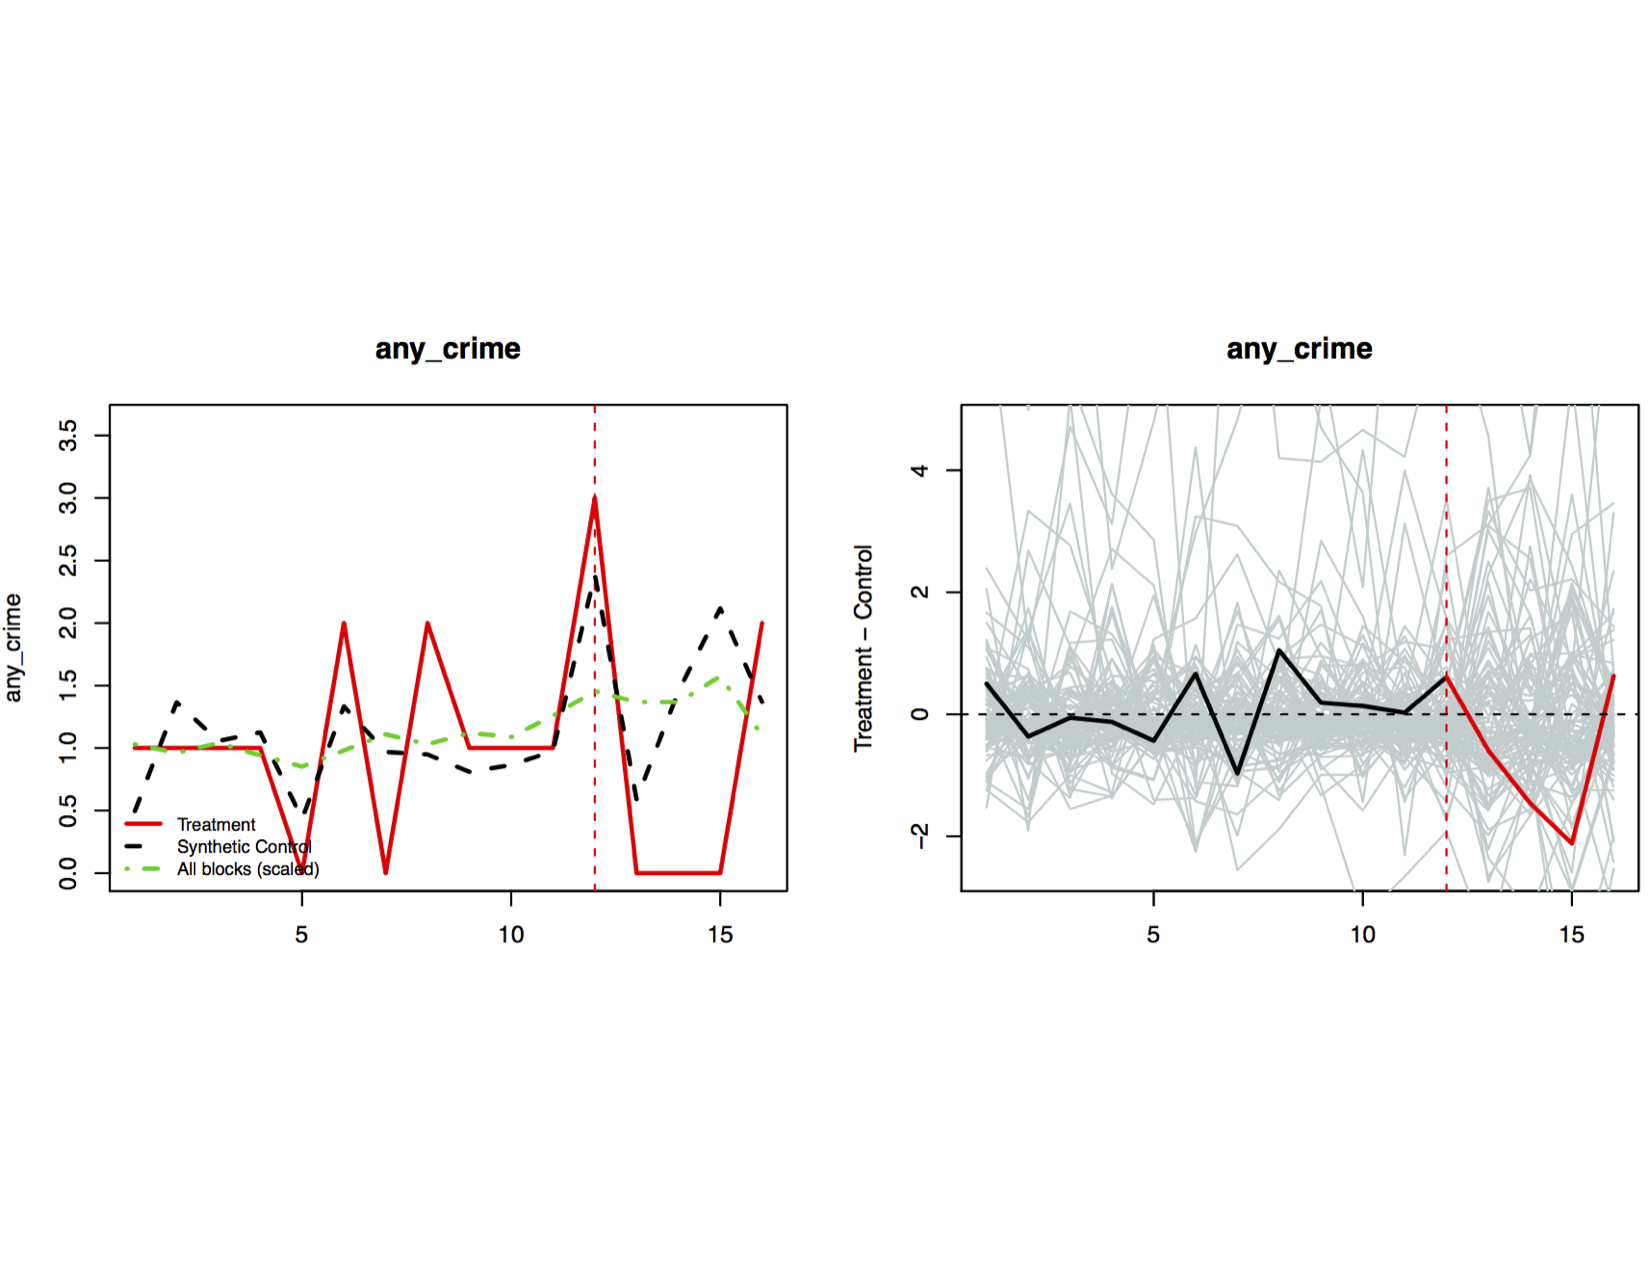 any_crime
any_crime
3.5
3.0
2.5
2.0
1.5
1.0
0.5
0.0
Treatment
Synthetic Control
All blocks (scaled)
5 10 15
any_crime
Treatment − Control
4
2
0
−2
5 10 15